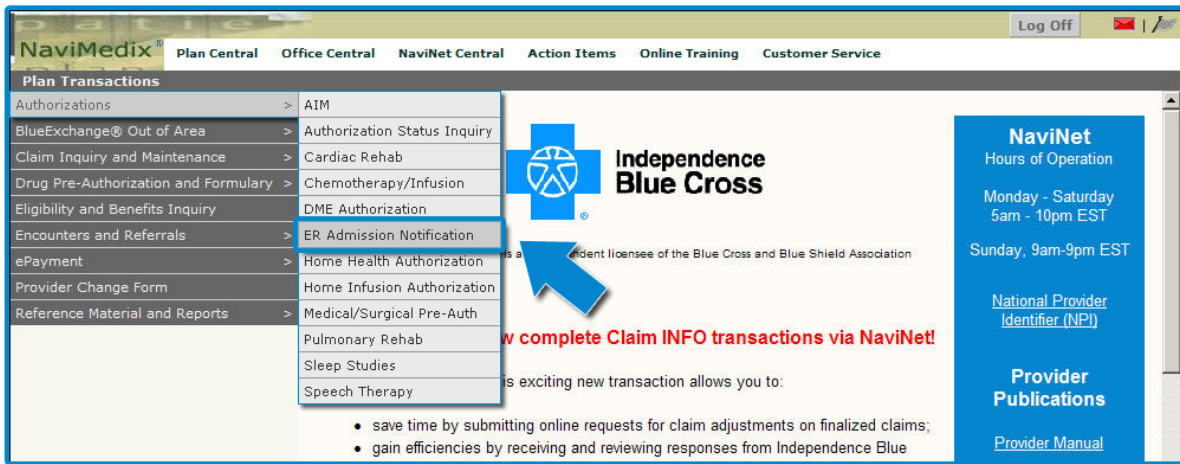 Log Off
NaviMedix®
Plan Central Office Central NaviNet Central Action Items Online Training Customer Service
Plan Transactions
Authorizations >
BlueExchange® Out of Area >
Claim Inquiry and Maintenance >
Drug Pre-Authorization and Formulary >
Eligibility and Benefits Inquiry
Encounters and Referrals >
ePayment >
Provider Change Form
Reference Material and Reports >
AIM
Authorization Status Inquiry
Cardiac Rehab
Chemotherapy/Infusion
DME Authorization
ER Admission Notification
Home Health Authorization
Home Infusion Authorization
Medical/Surgical Pre-Auth
Pulmonary Rehab
Sleep Studies
Speech Therapy
Independence
Blue Cross
®
licensee of the Blue Cross and Blue Shield Association
complete Claim INFO transactions via NaviNet!
is exciting new transaction allows you to:
• save time by submitting online requests for claim adjustments on finalized claims;
• gain efficiencies by receiving and reviewing responses from Independence Blue
NaviNet
Hours of Operation
Monday - Saturday
5am - 10pm EST
Sunday, 9am-9pm EST
National Provider
Identifier (NPI)
Provider
Publications
Provider Manual